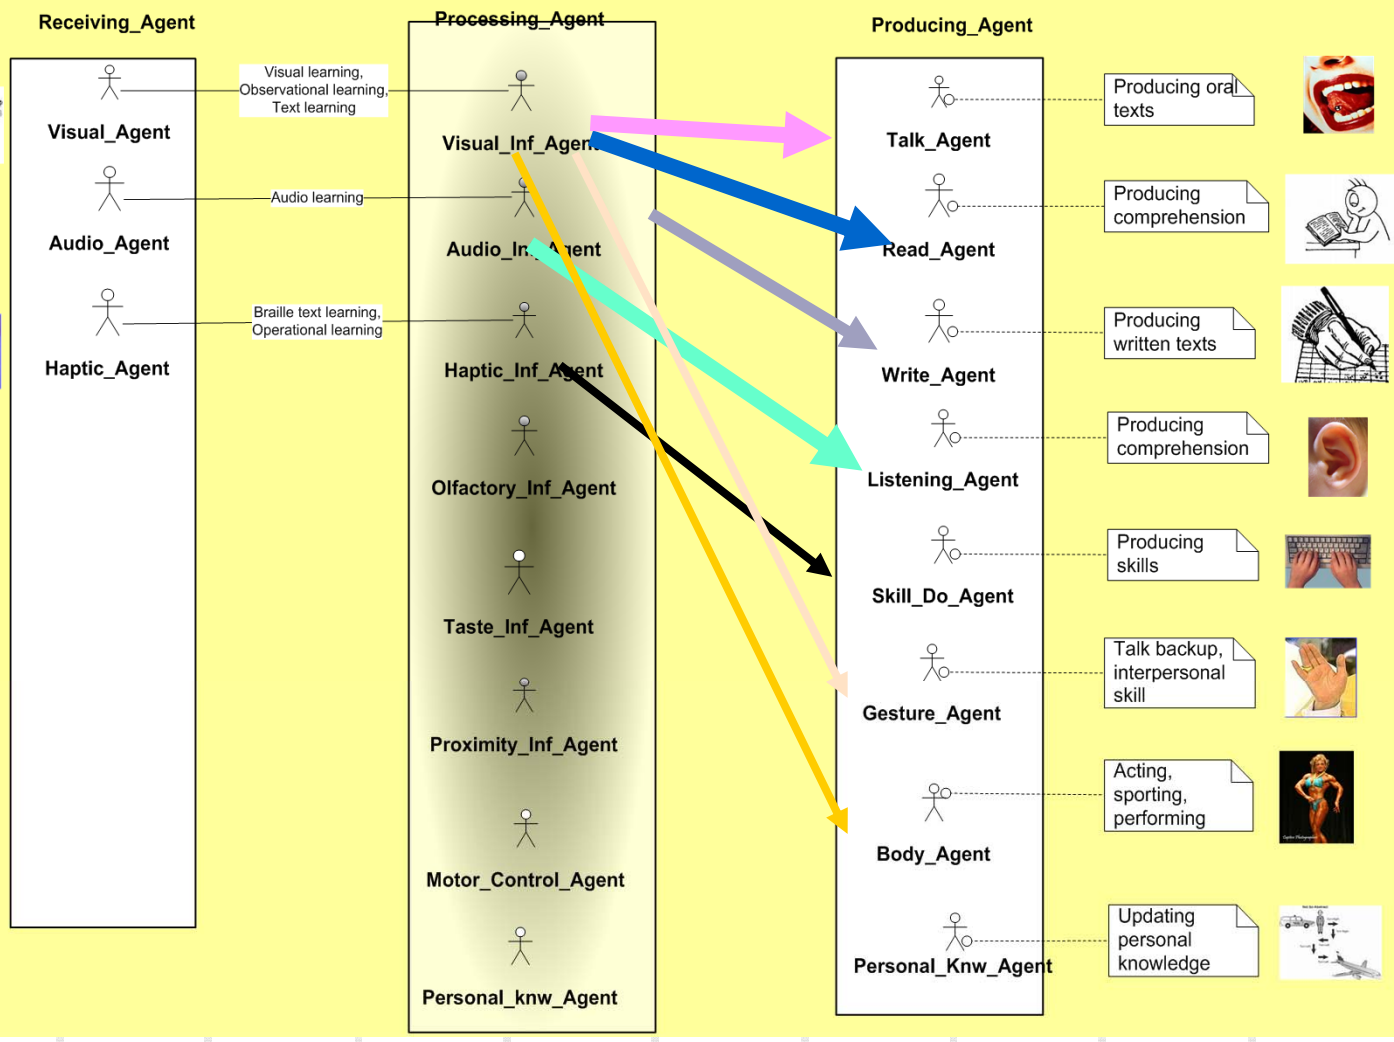 Receiving_Agent
Processing_Agent
Producing_Agent
Visual_Agent
Audio_Agent
Haptic_Agent
Visual learning,
Observational learning,
Text learning
Audio learning
Braille text learning,
Operational learning
Visual_Inf_Agent
Audio_Inf_Agent
Haptic_Inf_Agent
Olfactory_Inf_Agent
Taste_Inf_Agent
Proximity_Inf_Agent
Motor_Control_Agent
Personal_knw_Agent
Talk_Agent
Read_Agent
Write_Agent
Listening_Agent
Skill_Do_Agent
Gesture_Agent
Body_Agent
Personal_Knw_Agent
Producing oral
texts
Producing
comprehension
Producing
written texts
Producing
comprehension
Producing
skills
Talk backup,
interpersonal
skill
Acting,
sporting,
performing
Updating
personal
knowledge